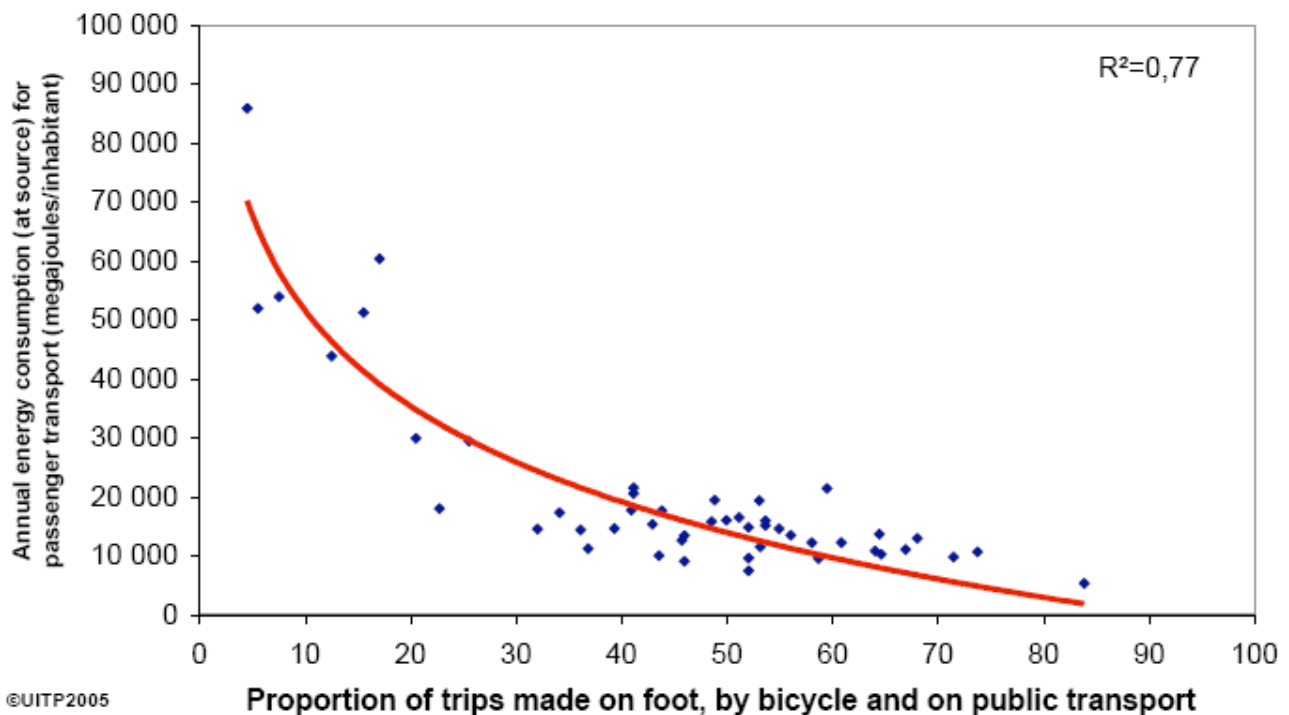 100 000
R²=0,77
90 000
80 000
70 000
60 000
50 000
40 000
30 000
20 000
10 000
0
Annual energy consumption (at source) for
passenger transport (megajoules/inhabitant)
0 10 20 30 40 50 60 70 80 90 100
©UITP2005
Proportion of trips made on foot, by bicycle and on public transport